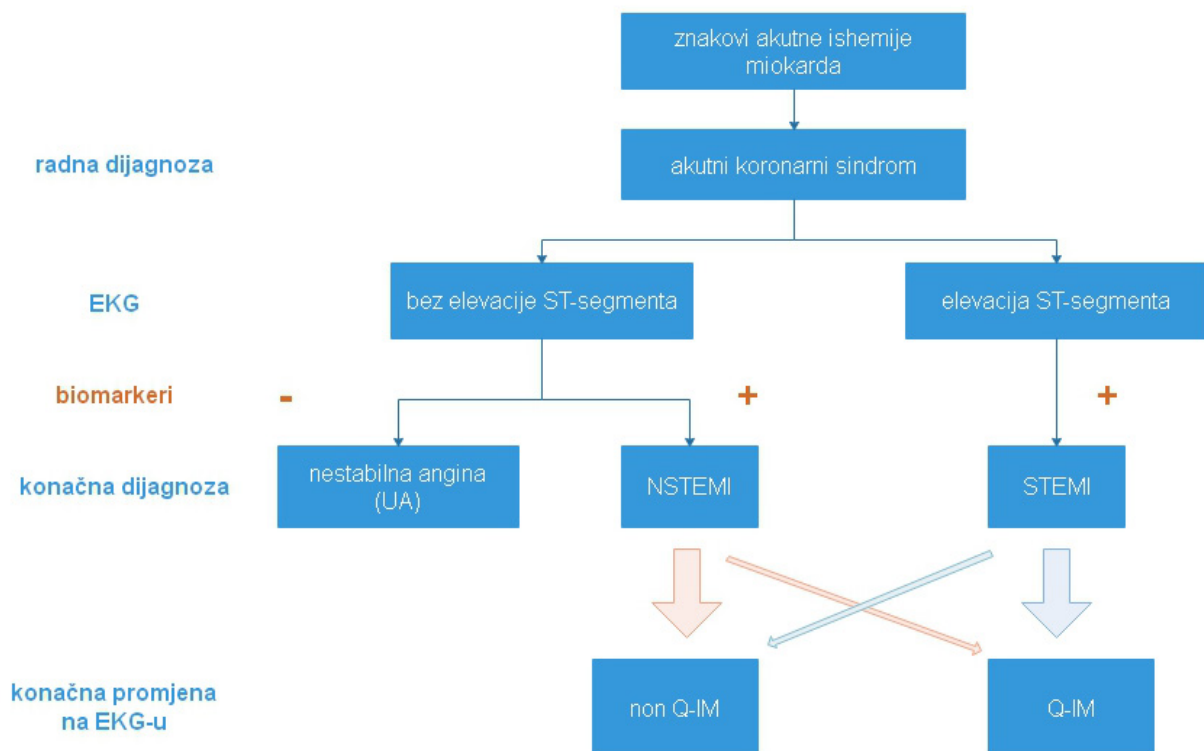 znakovi akutne ishemije
miokarda
radna dijagnoza
akutni koronarni sindrom
EKG
bez elevacije ST-segmenta
elevacija ST-segmenta
biomarkeri
-
+
+
konačna dijagnoza
nestabilna angina
(UA)
NSTEMI
STEMI
konačna promjena
na EKG-u
non Q-IM
Q-IM